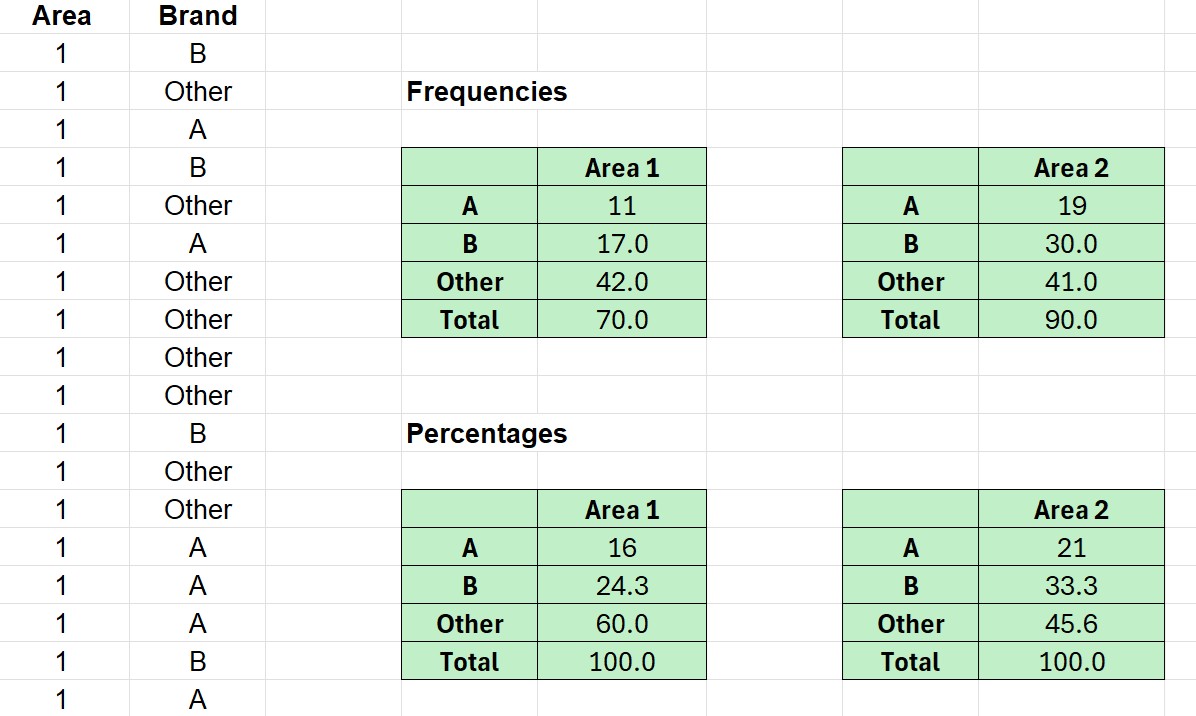 Area Brand
1 B
1 Other Frequencies
1 A
1 B Area 1 Area 2
1 Other A 11 A 19
1 A B 17.0 B 30.0
1 Other Other 42.0 Other 41.0
1 Other Total 70.0 Total 90.0
1 Other
1 Other
1 B Percentages
1 Other
1 Other Area 1 Area 2
1 A A 16 A 21
1 A B 24.3 B 33.3
1 A Other 60.0 Other 45.6
1 B Total 100.0 Total 100.0
1 A